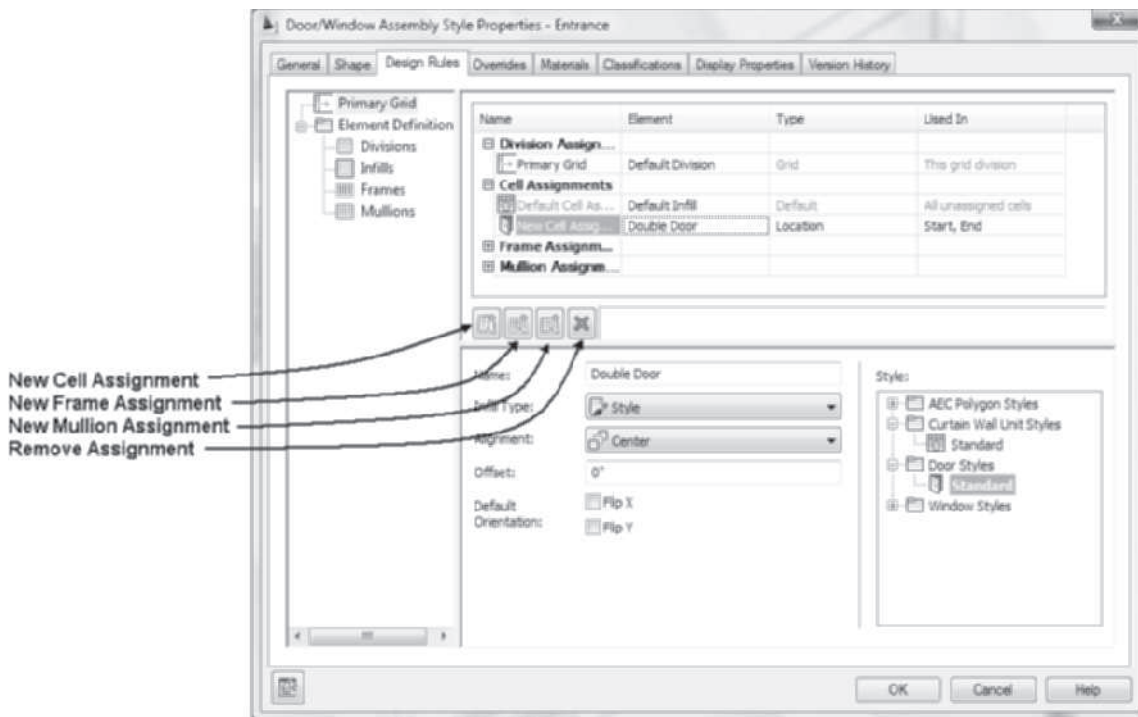 Door/Window Assembly Style Properties - Entrance
General Shape Design Rules Overrides Materials Classifications Display Properties Version History
Primary Grid
Element Definition
Divisions
Infills
Frames
Mullions
Name Element Type Used In
Division Assign...
Primary Grid Default Division Grid This grid division
Cell Assignments
Default Cell As... Default Infill Default All unassigned cells
New Cell Assig... Double Door Location Start, End
Frame Assignm...
Mullion Assignm...
New Cell Assignment
New Frame Assignment
New Mullion Assignment
Remove Assignment
Name: Double Door
Infill Type: Style
Alignment: Center
Offset: 0"
Default Orientation:
Flip X
Flip Y
Style:
AEC Polygon Styles
Curtain Wall Unit Styles
Standard
Door Styles
Standard
Window Styles
OK Cancel Help